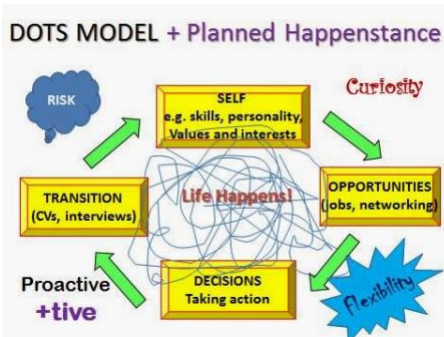 DOTS MODEL + Planned Happenstance
RISK
SELF
e.g. skills, personality,
Values and interests
Curiosity
TRANSITION
(CVs, interviews)
Life Happens!
OPPORTUNITIES
(jobs, networking)
Proactive
+tive
DECISIONS
Taking action
Flexibility